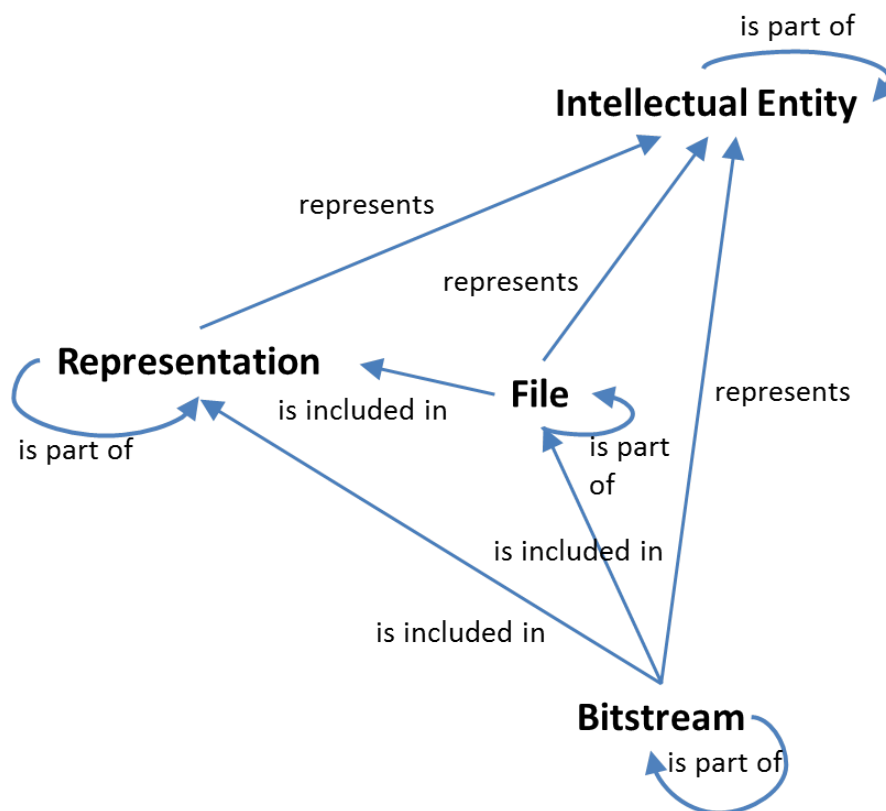 is part of
Intellectual Entity
represents
represents
Representation
File
represents
is included in
is part of
is part
of
is included in
is included in
Bitstream
is part of